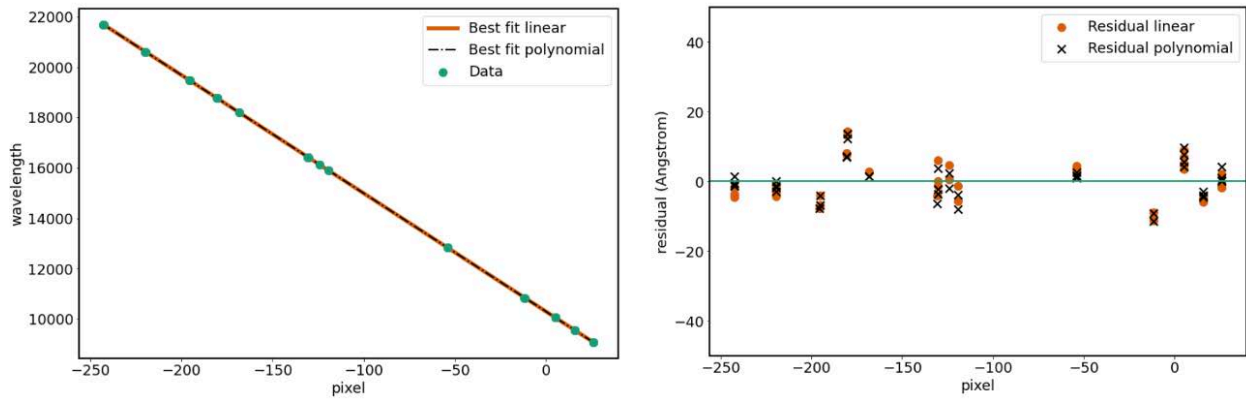 22000
20000
18000
16000
14000
12000
10000
wavelength
−250 −200 −150 −100 −50 0
pixel
Best fit linear
Best fit polynomial
Data
40
20
0
−20
−40
residual (Angstrom)
−250 −200 −150 −100 −50 0
pixel
Residual linear
Residual polynomial